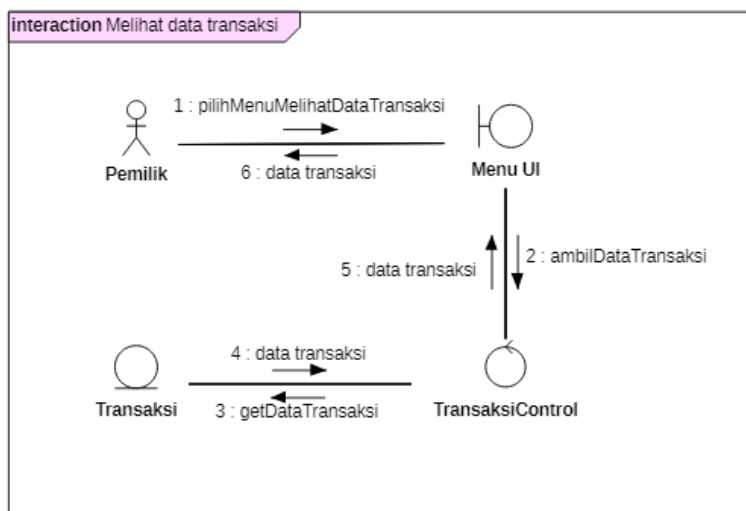 interaction Melihat data transaksi
1 : pilihMenuMelihatDataTransaksi
Pemilik
6 : data transaksi
Menu UI
5 : data transaksi
2 : ambilDataTransaksi
4 : data transaksi
Transaksi
3 : getDataTransaksi
TransaksiControl